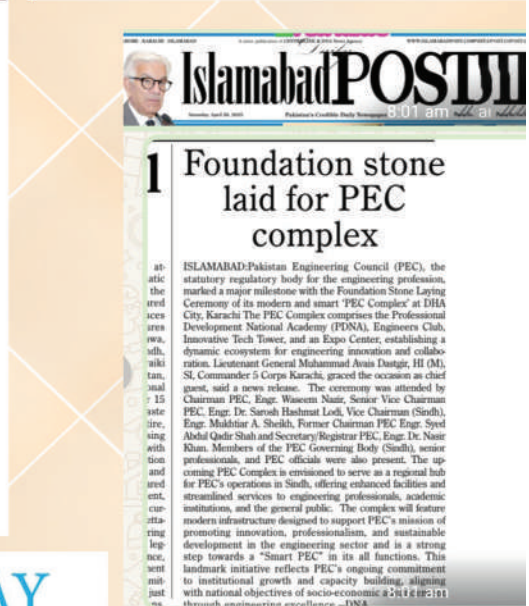 Islamabad POST
Pakistan's Credible Daily Newspaper
8:01 am
1
Foundation stone
laid for PEC
complex
ISLAMABAD:Pakistan Engineering Council (PEC), the
statutory regulatory body for the engineering profession,
marked a major milestone with the Foundation Stone Laying
Ceremony of its modern and smart 'PEC Complex' at DHA
City, Karachi The PEC Complex comprises the Professional
Development National Academy (PDNA), Engineers Club,
Innovative Tech Tower, and an Expo Center, establishing a
dynamic ecosystem for engineering innovation and collabo-
ration. Lieutenant General Muhammad Avais Dastgir, HI (M),
SI, Commander 5 Corps Karachi, graced the occasion as chief
guest, said a news release. The ceremony was attended by
Chairman PEC, Engr. Waseem Nazir, Senior Vice Chairman
PEC, Engr. Dr. Sarosh Hashmat Lodi, Vice Chairman (Sindh),
Engr. Mukhtiar A. Sheikh, Former Chairman PEC Engr. Syed
Abdul Qadir Shah and Secretary/Registrar PEC, Engr. Dr. Nasir
Khan. Members of the PEC Governing Body (Sindh), senior
professionals, and PEC officials were also present. The up-
coming PEC Complex is envisioned to serve as a regional hub
for PEC's operations in Sindh, offering enhanced facilities and
streamlined services to engineering professionals, academic
institutions, and the general public. The complex will feature
modern infrastructure designed to support PEC's mission of
promoting innovation, professionalism, and sustainable
development in the engineering sector and is a strong
step towards a "Smart PEC" in its all functions. This
landmark initiative reflects PEC's ongoing commitment
to institutional growth and capacity building, aligning
with national objectives of socio-economic
through engineering excellence –DNA
8:01 am
AY